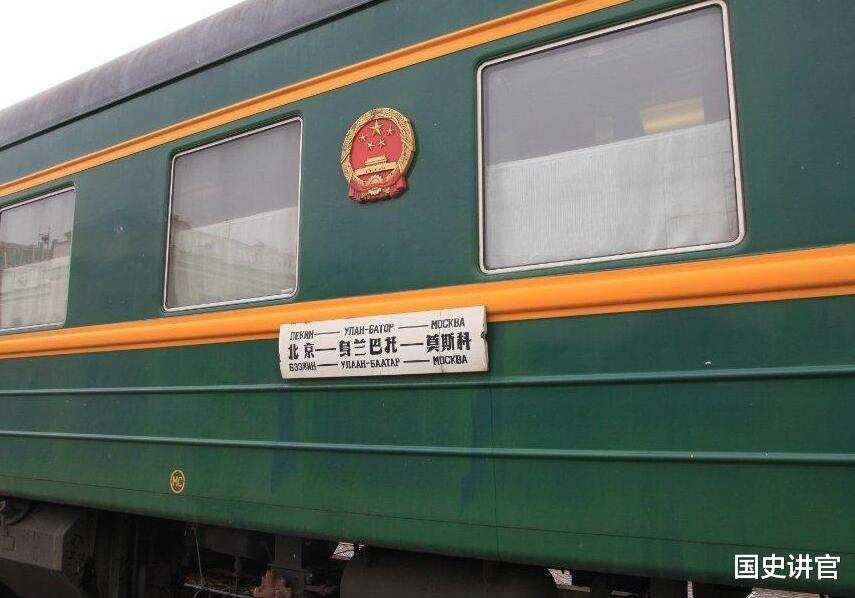 ПЕКИН — УЛАН-БАТОР — МОСКВА
北京 — 乌兰巴托 — 莫斯科
БЭЭЖИН — УЛААН-БААТАР — МОСКВА
MC
国史讲官